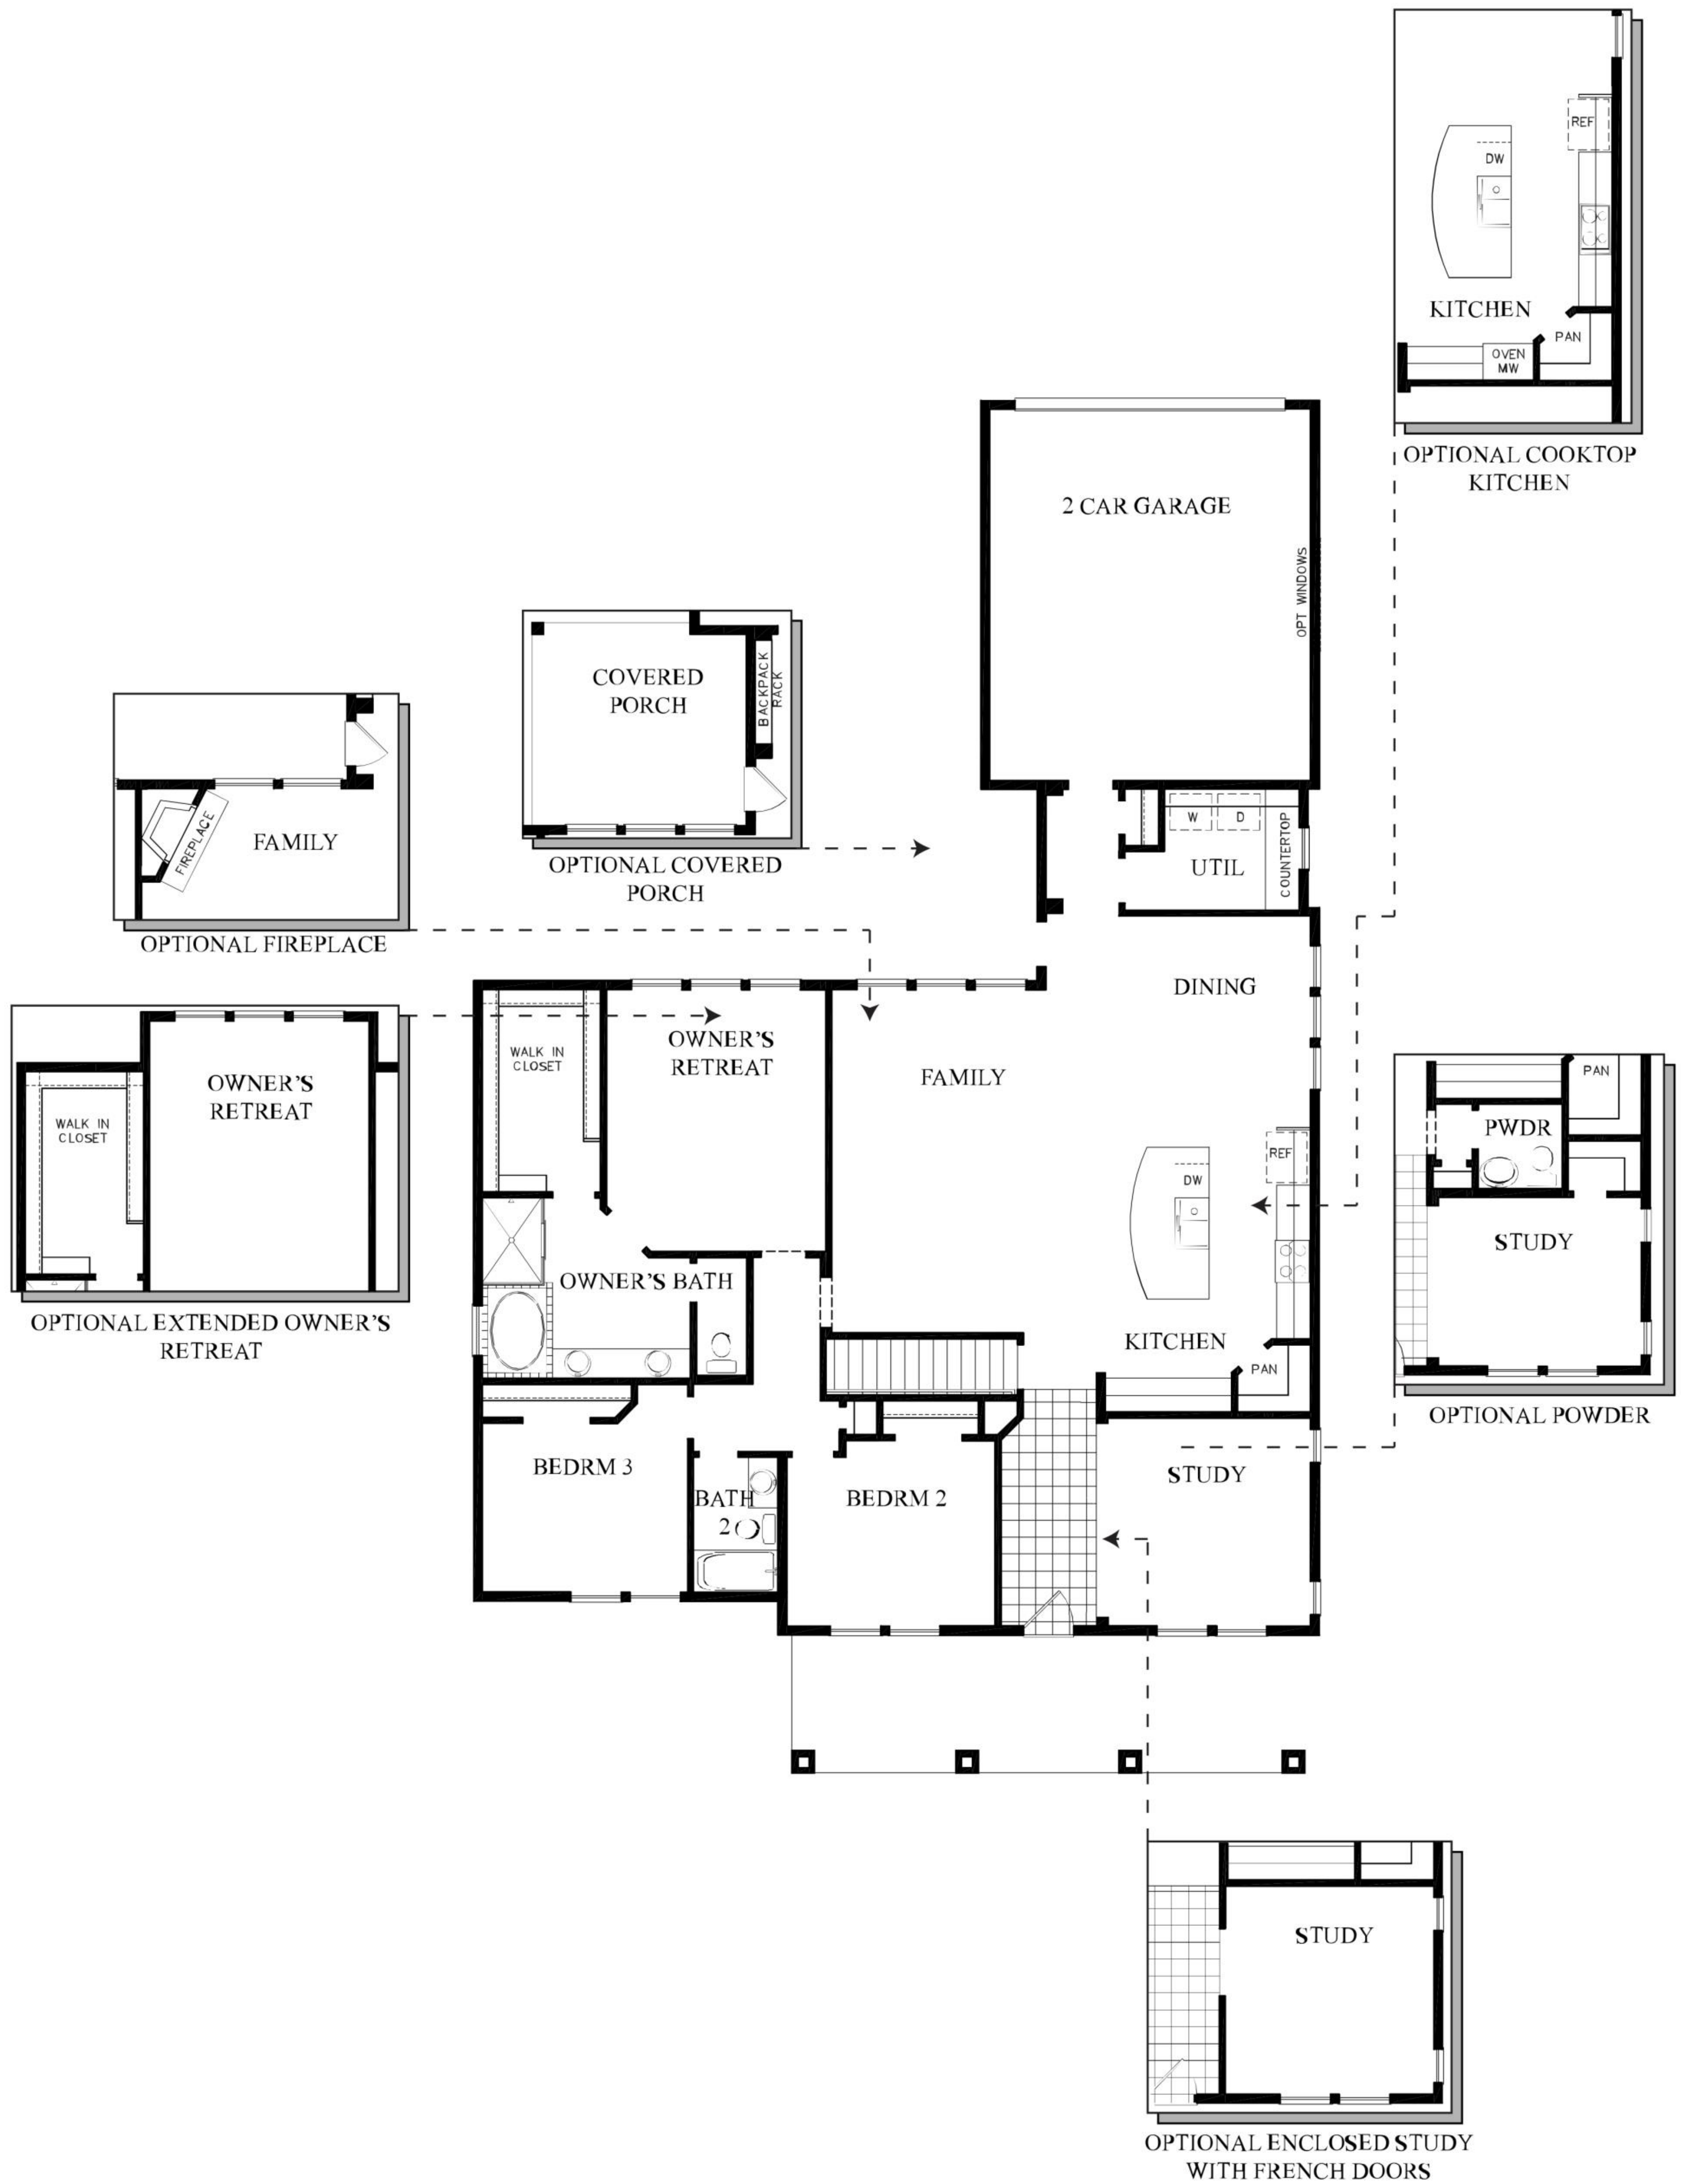 REF
DW
KITCHEN
PAN
OVEN
MW
OPTIONAL COOKTOP
KITCHEN
2 CAR GARAGE
OPT WINDOWS
COVERED
PORCH
BACKPACK
RACK
OPTIONAL COVERED
PORCH
FAMILY
FIREPLACE
OPTIONAL FIREPLACE
W
D
UTIL
COUNTERTOP
DINING
OWNER'S
RETREAT
WALK IN
CLOSET
FAMILY
OWNER'S
RETREAT
WALK IN
CLOSET
OPTIONAL EXTENDED OWNER'S
RETREAT
REF
DW
KITCHEN
PAN
OWNER'S BATH
PAN
PWDR
STUDY
OPTIONAL POWDER
BEDRM 3
BATH
2
BEDRM 2
STUDY
STUDY
OPTIONAL ENCLOSED STUDY
WITH FRENCH DOORS